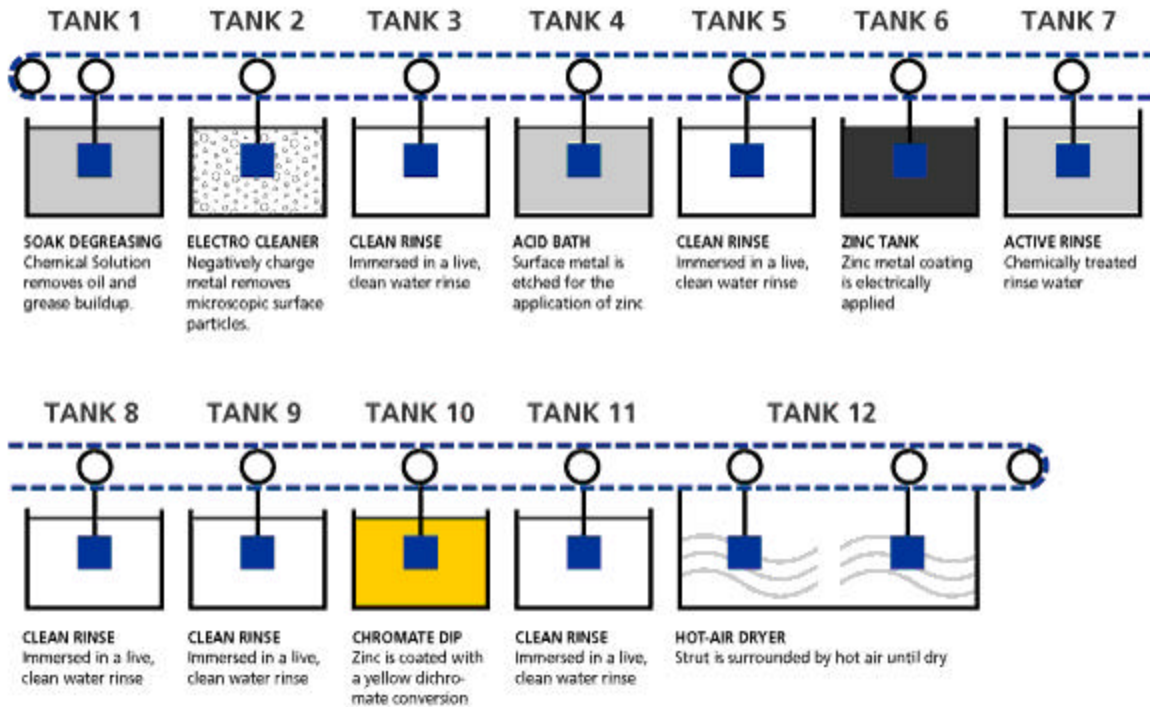 TANK 1 TANK 2 TANK 3 TANK 4 TANK 5 TANK 6 TANK 7
SOAK DEGREASING
Chemical Solution
removes oil and
grease buildup.
ELECTRO CLEANER
Negatively charge
metal removes
microscopic surface
particles.
CLEAN RINSE
Immersed in a live,
clean water rinse
ACID BATH
Surface metal is
etched for the
application of zinc
CLEAN RINSE
Immersed in a live,
clean water rinse
ZINC TANK
Zinc metal coating
is electrically
applied
ACTIVE RINSE
Chemically treated
rinse water
TANK 8 TANK 9 TANK 10 TANK 11 TANK 12
CLEAN RINSE
Immersed in a live,
clean water rinse
CLEAN RINSE
Immersed in a live,
clean water rinse
CHROMATE DIP
Zinc is coated with
a yellow dichro-
mate conversion
CLEAN RINSE
Immersed in a live,
clean water rinse
HOT-AIR DRYER
Strut is surrounded by hot air until dry